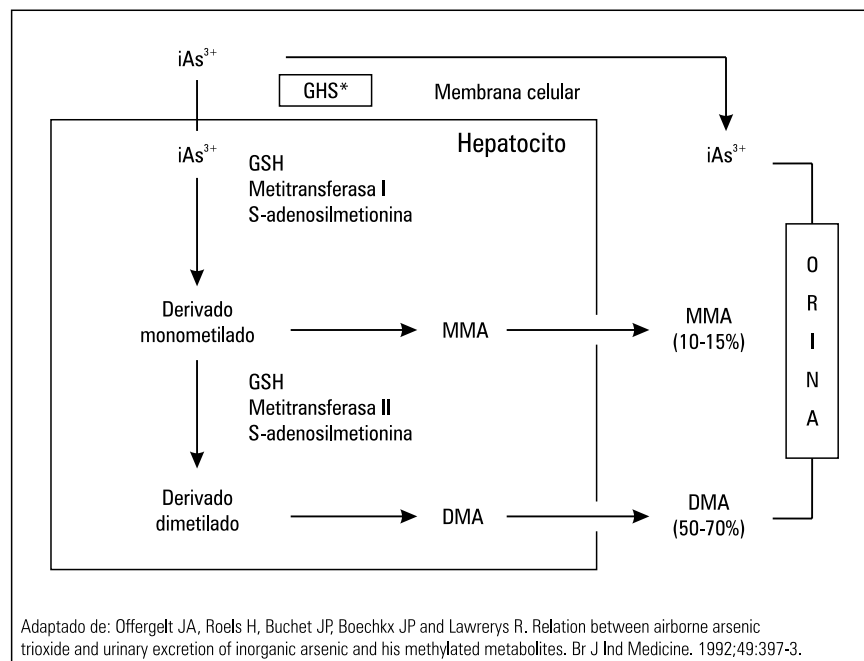 iAs³⁺
GHS*
Membrana celular
Hepatocito
iAs³⁺
iAs³⁺
GSH
Metitransferasa I
S-adenosilmetionina
Derivado
monometilado
MMA
MMA
(10-15%)
GSH
Metitransferasa II
S-adenosilmetionina
Derivado
dimetilado
DMA
DMA
(50-70%)
O
R
I
N
A
Adaptado de: Offergelt JA, Roels H, Buchet JP, Boechkx JP and Lawrerys R. Relation between airborne arsenic
trioxide and urinary excretion of inorganic arsenic and his methylated metabolites. Br J Ind Medicine. 1992;49:397-3.